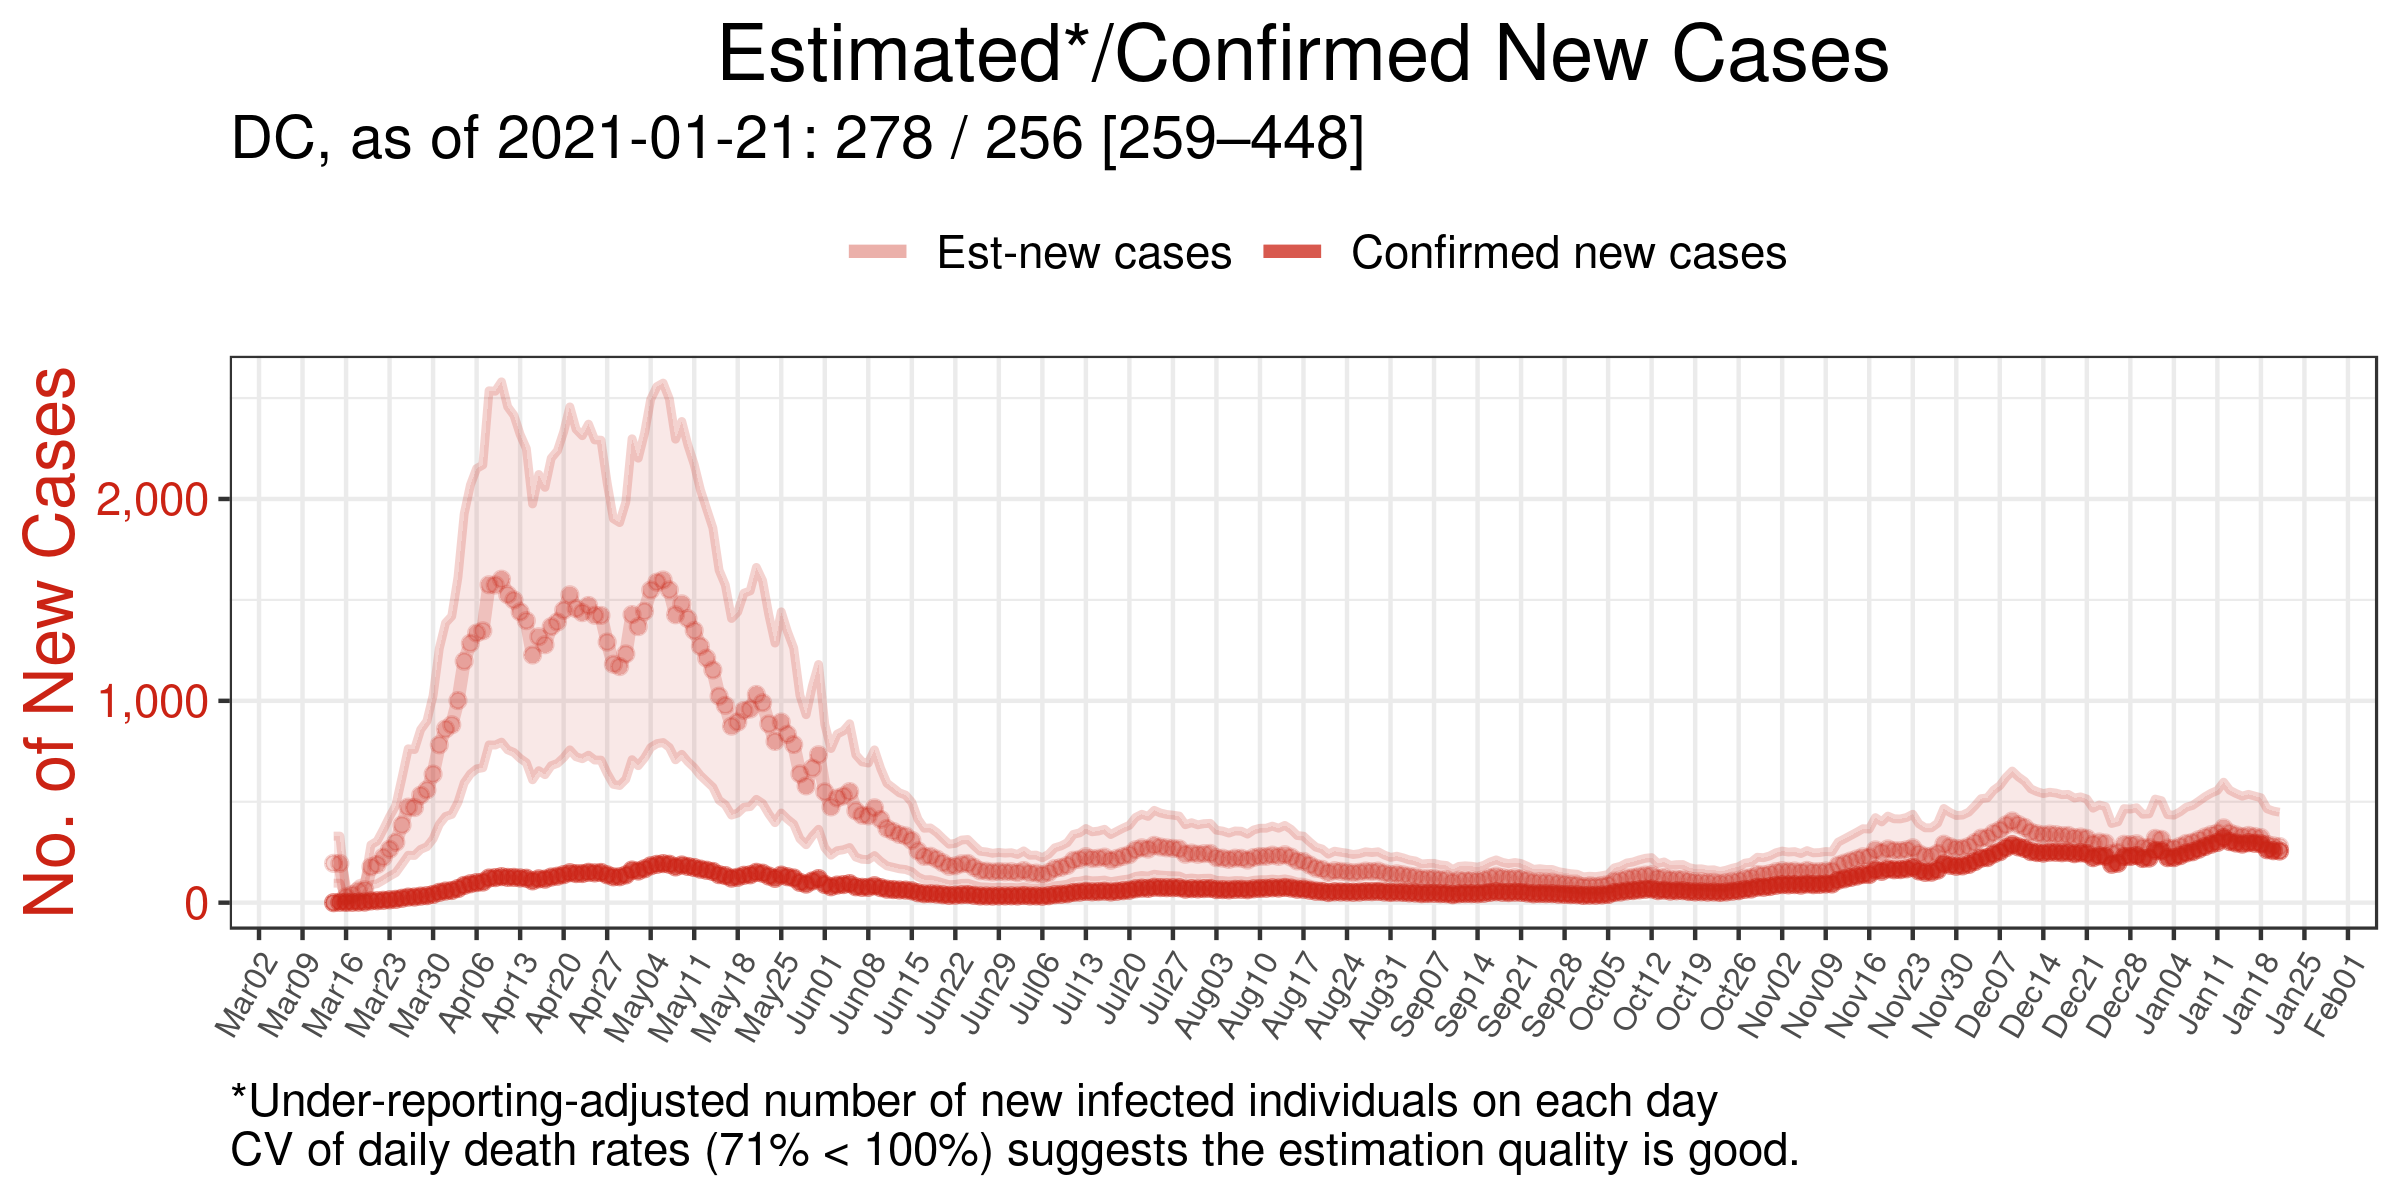 Estimated*/Confirmed New Cases
DC, as of 2021-01-21: 278 / 256 [259–448]
Est-new cases Confirmed new cases
No. of New Cases
2,000
1,000
0
Mar02 Mar09 Mar16 Mar23 Mar30 Apr06 Apr13 Apr20 Apr27 May04 May11 May18 May25 Jun01 Jun08 Jun15 Jun22 Jun29 Jul06 Jul13 Jul20 Jul27 Aug03 Aug10 Aug17 Aug24 Aug31 Sep07 Sep14 Sep21 Sep28 Oct05 Oct12 Oct19 Oct26 Nov02 Nov09 Nov16 Nov23 Nov30 Dec07 Dec14 Dec21 Dec28 Jan04 Jan11 Jan18 Jan25 Feb01
*Under-reporting-adjusted number of new infected individuals on each day
CV of daily death rates (71% < 100%) suggests the estimation quality is good.